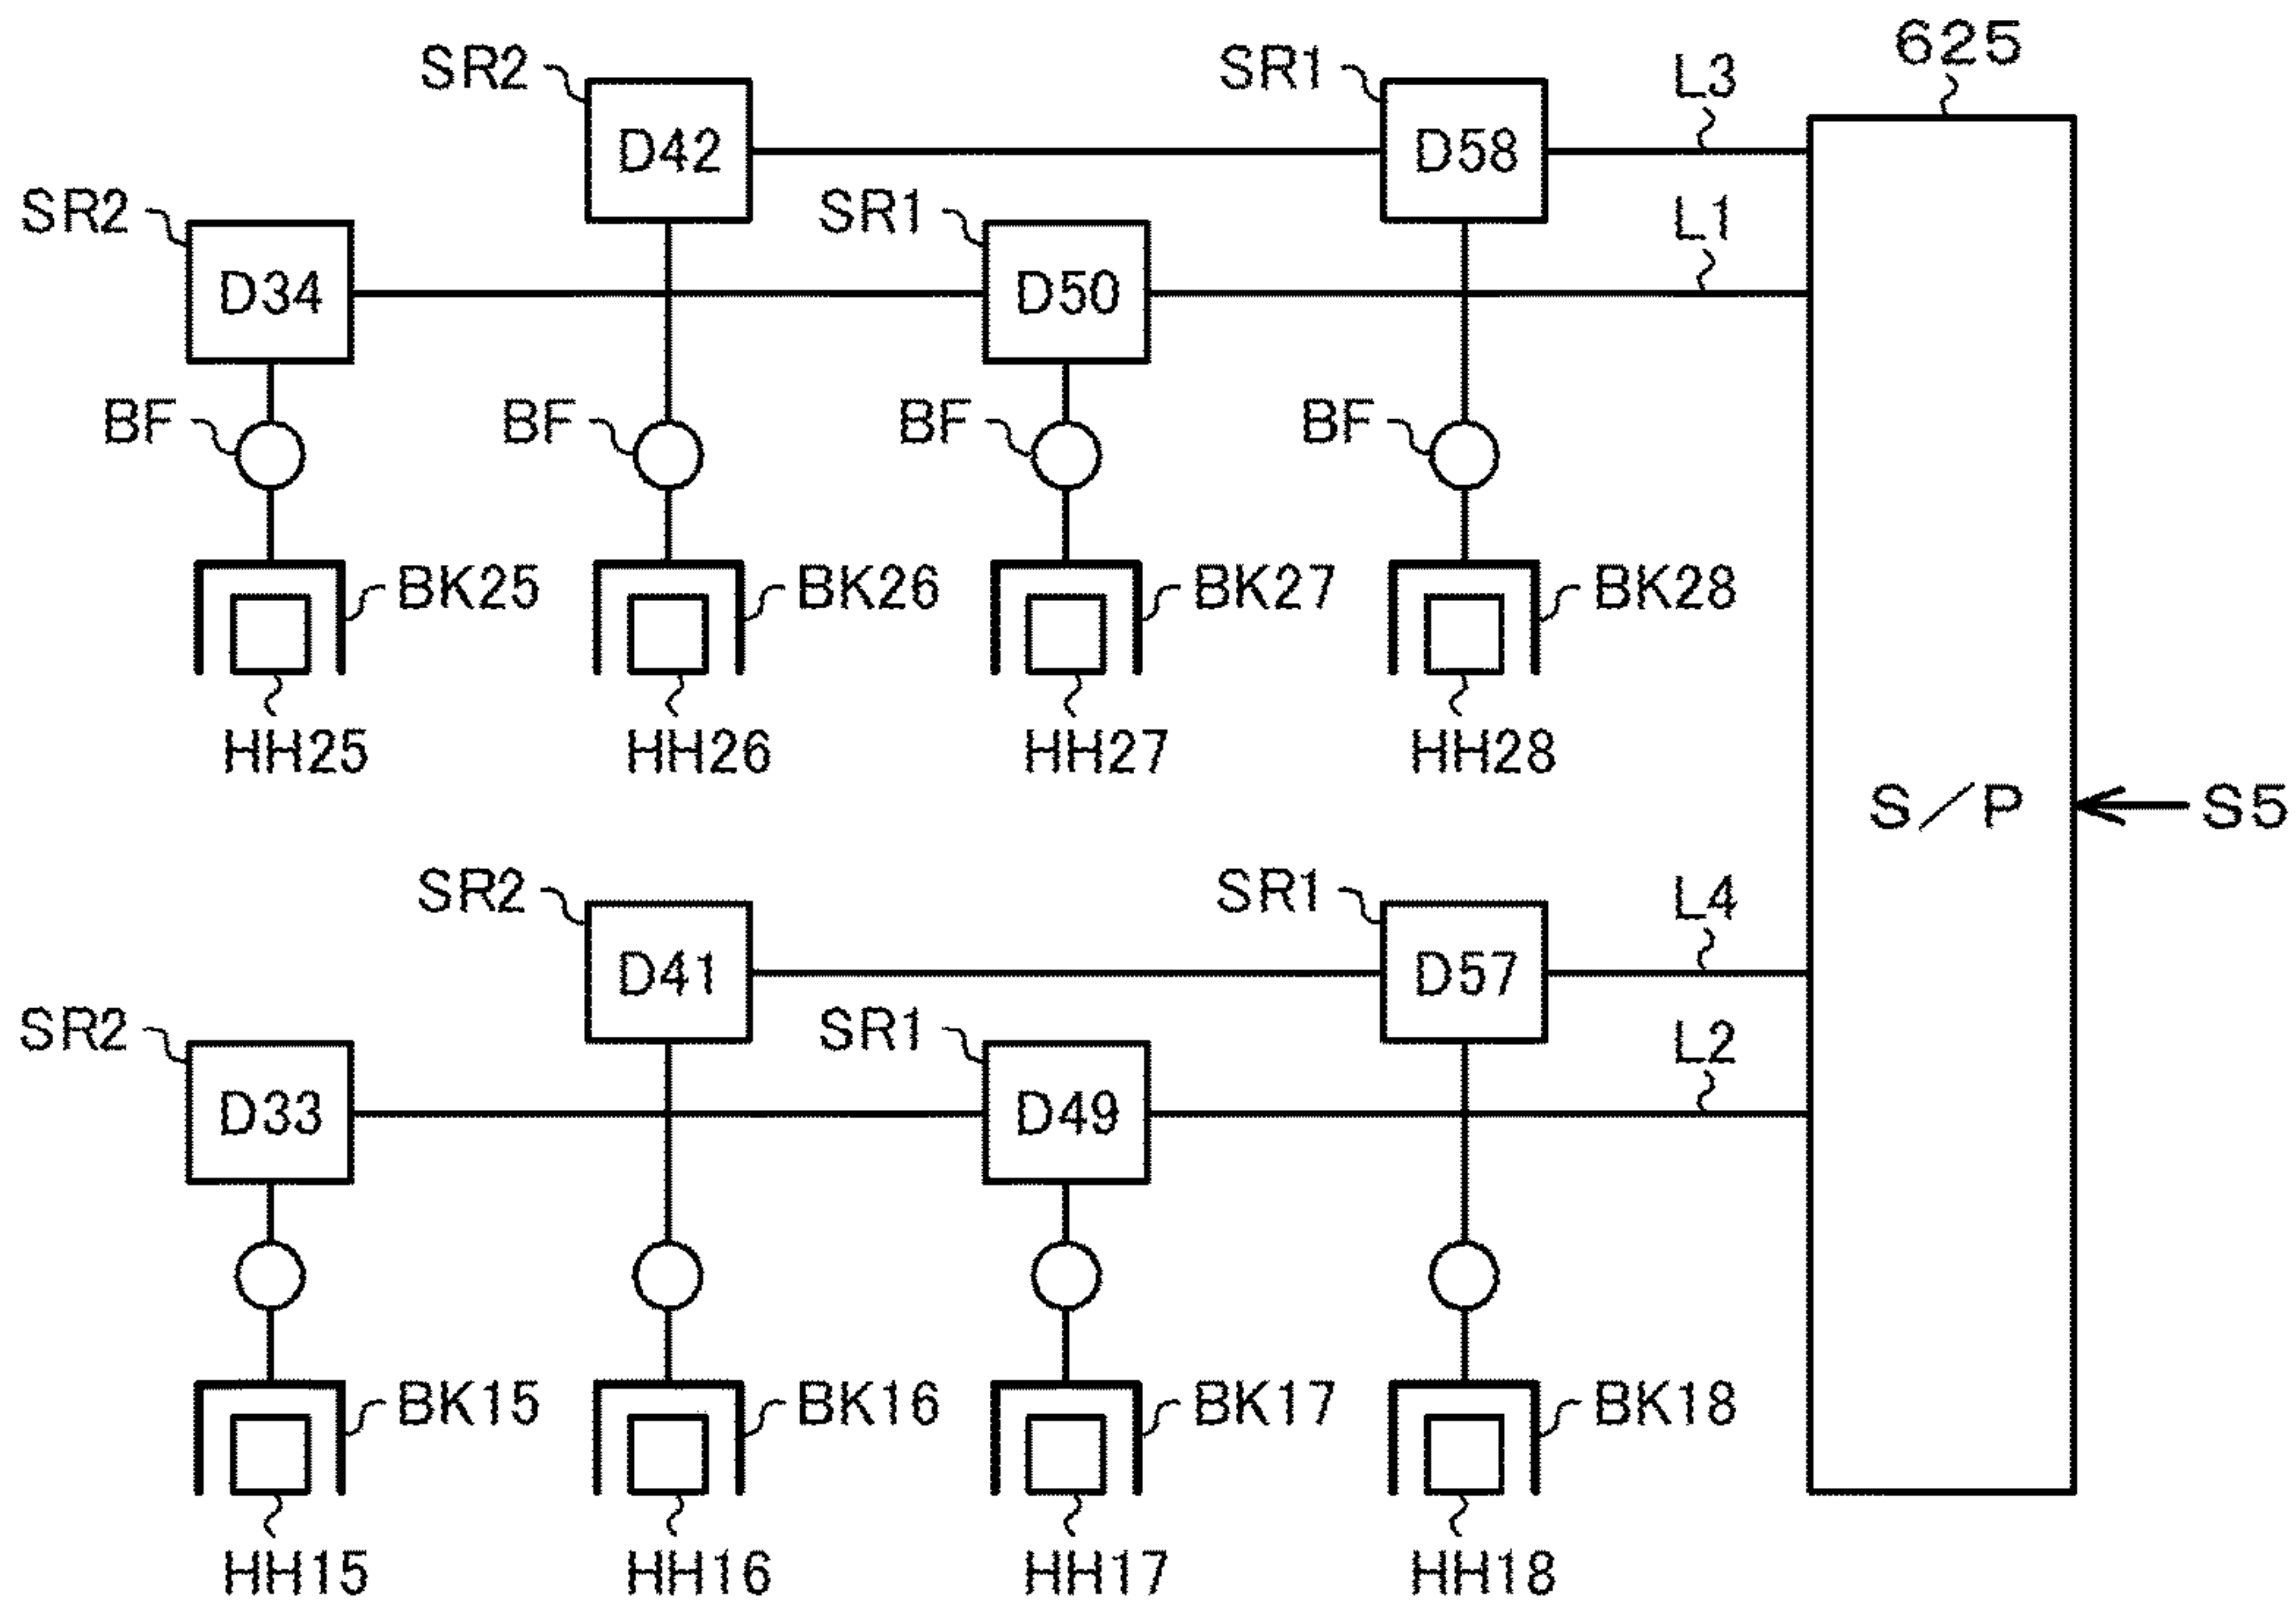 625
SR2 SR1 L3
D42 D58
SR2 SR1 L1
D34 D50
BF BF BF BF
BK25 BK26 BK27 BK28
HH25 HH26 HH27 HH28
S/P S5
SR2 SR1 L4
D41 D57
SR2 SR1 L2
D33 D49
BK15 BK16 BK17 BK18
HH15 HH16 HH17 HH18